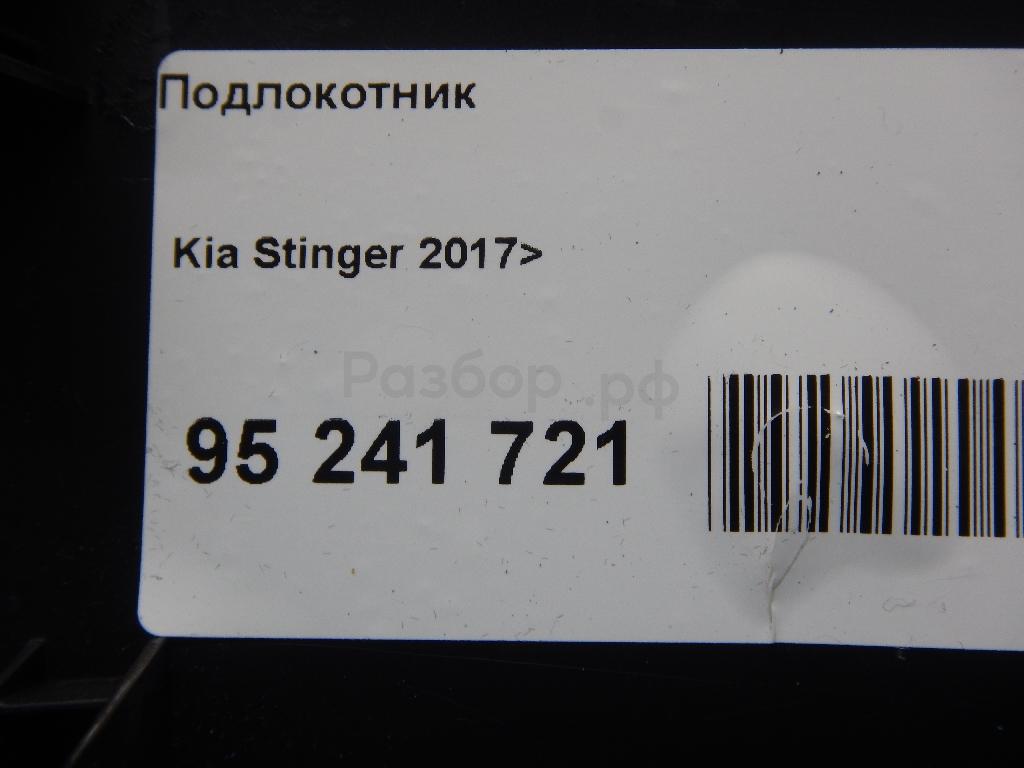 Подлокотник
Kia Stinger 2017>
Разбор.рф
95 241 721